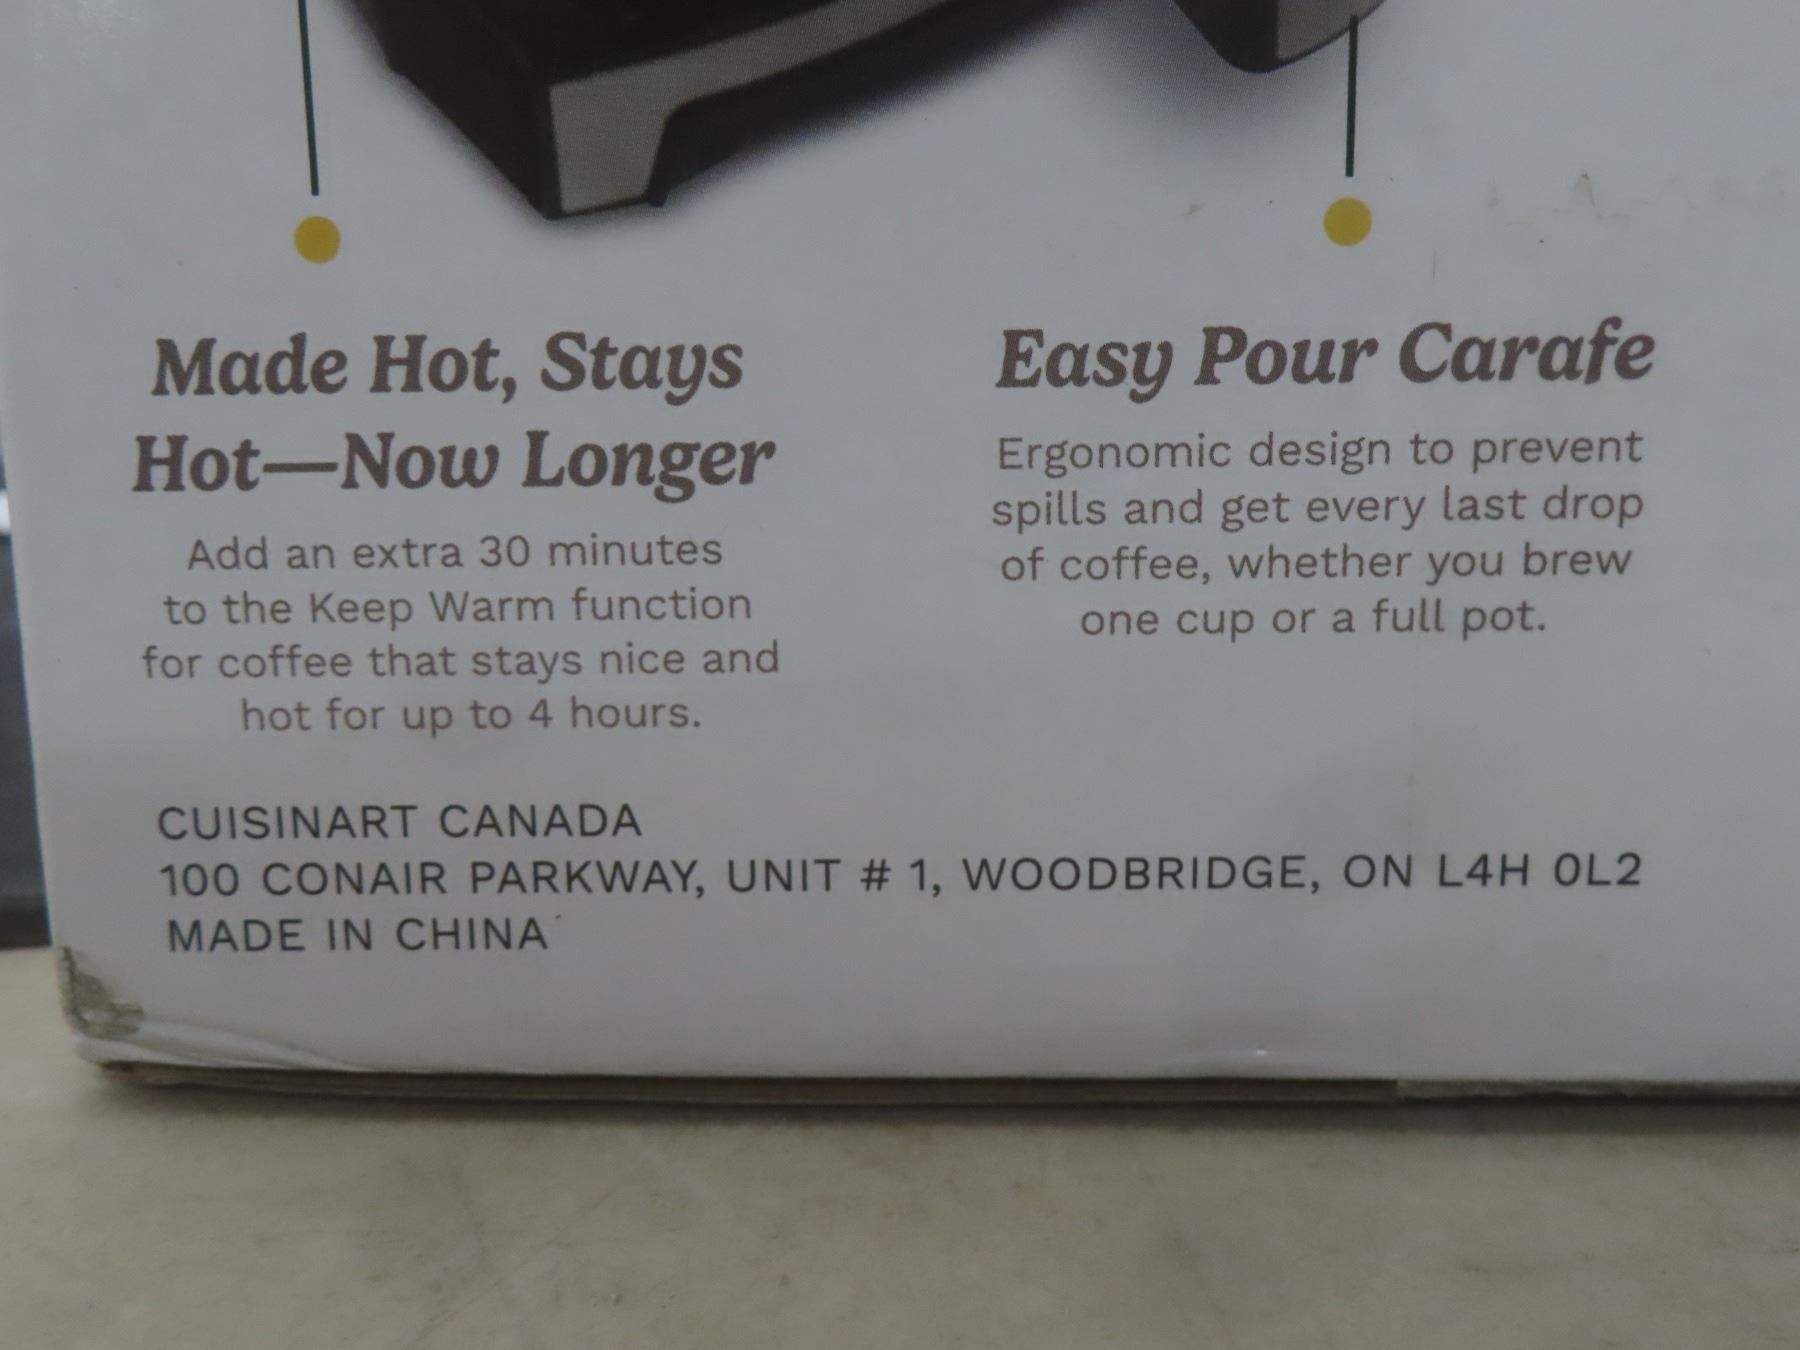 Made Hot, Stays
Hot—Now Longer
Add an extra 30 minutes
to the Keep Warm function
for coffee that stays nice and
hot for up to 4 hours.
Easy Pour Carafe
Ergonomic design to prevent
spills and get every last drop
of coffee, whether you brew
one cup or a full pot.
CUISINART CANADA
100 CONAIR PARKWAY, UNIT # 1, WOODBRIDGE, ON L4H 0L2
MADE IN CHINA